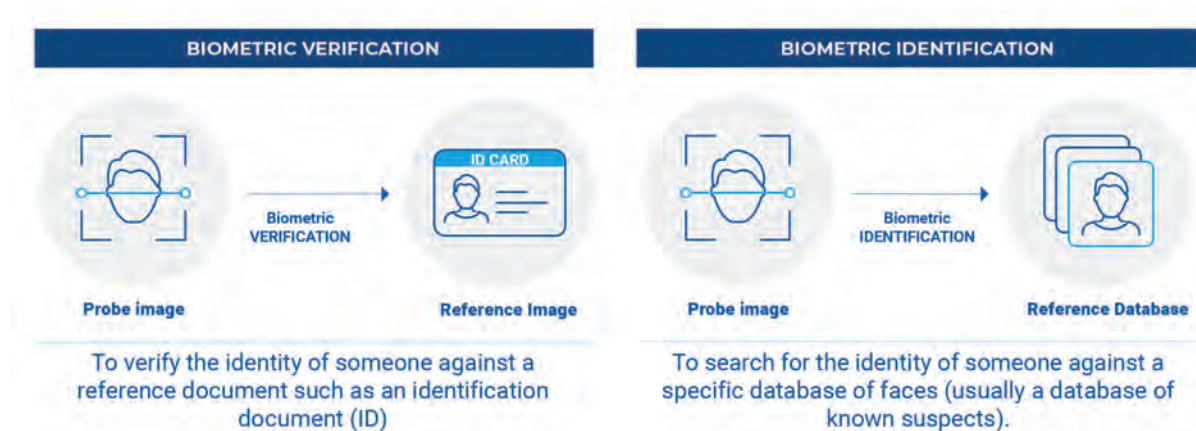 BIOMETRIC VERIFICATION
ID CARD
Biometric
VERIFICATION
Probe image
Reference Image
To verify the identity of someone against a
reference document such as an identification
document (ID)
BIOMETRIC IDENTIFICATION
Biometric
IDENTIFICATION
Probe image
Reference Database
To search for the identity of someone against a
specific database of faces (usually a database of
known suspects).